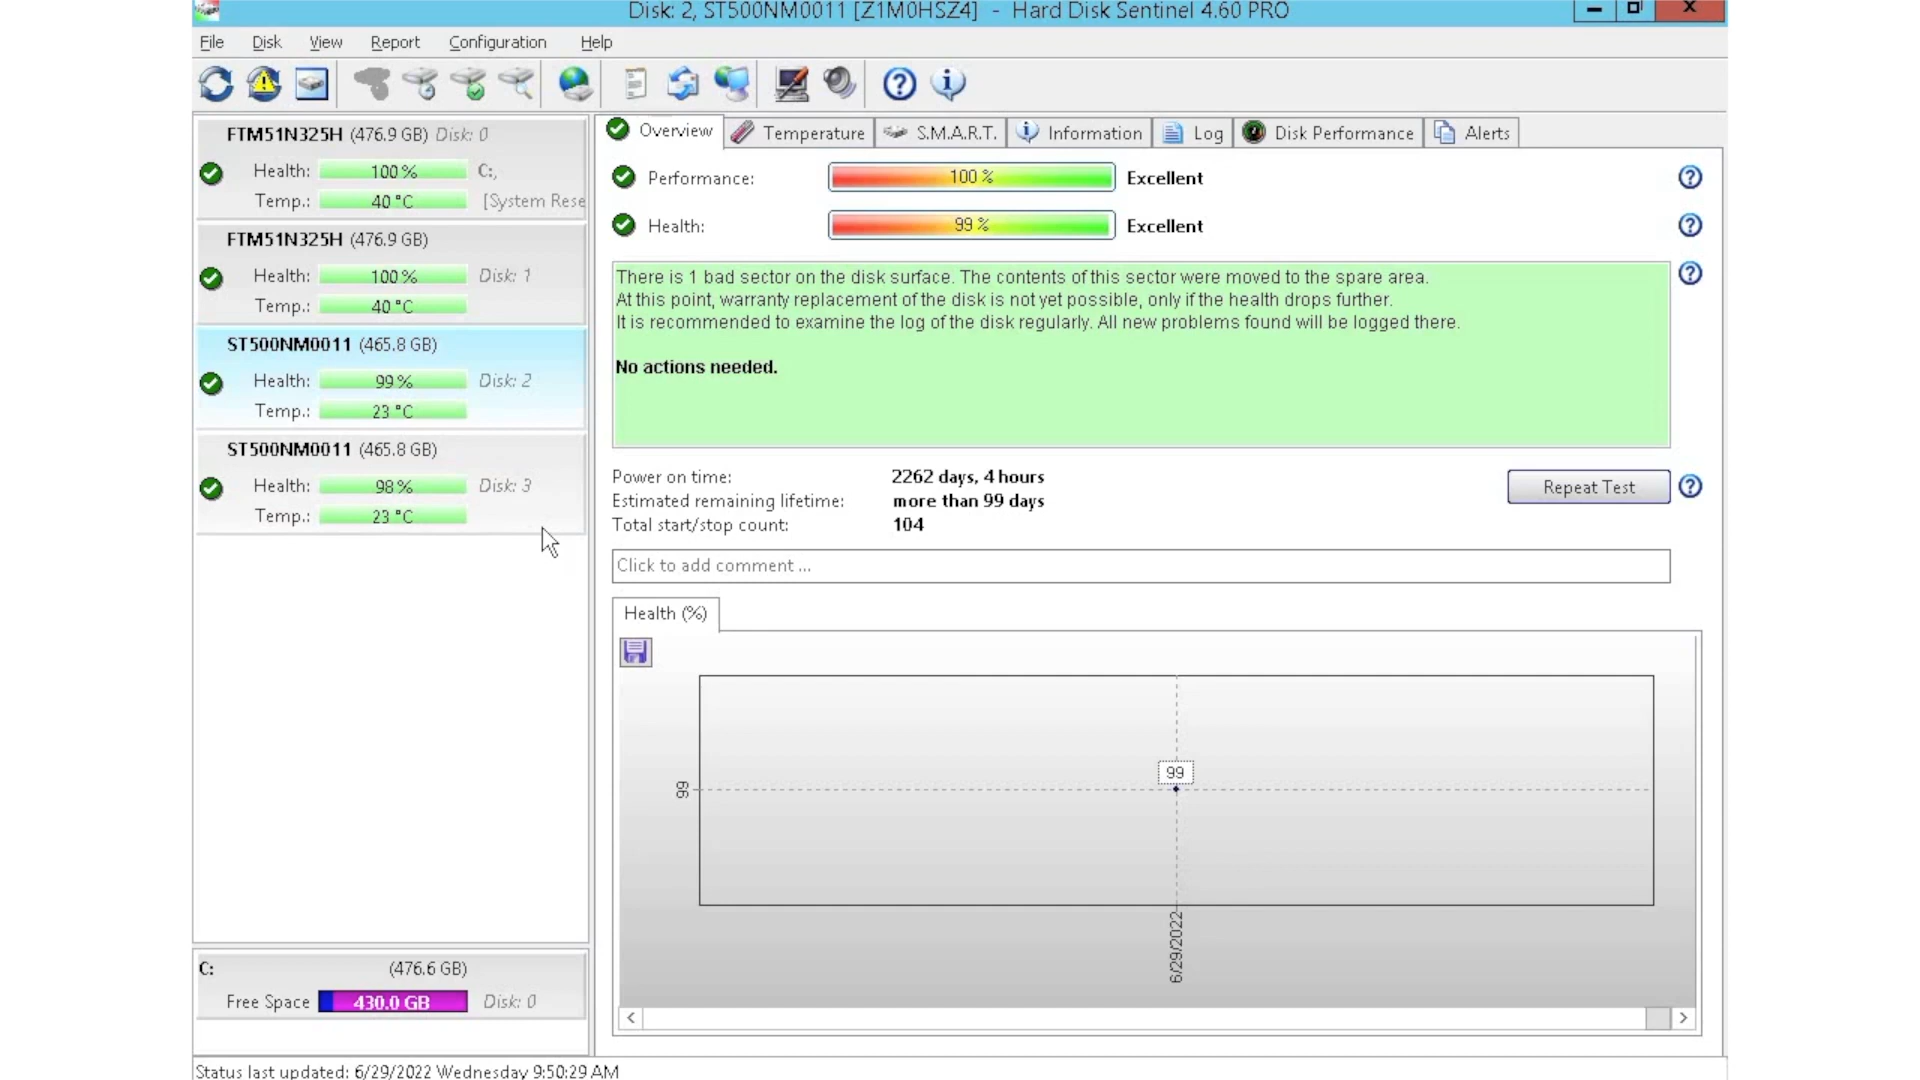 Disk: 2, ST500NM0011 [Z1M0HSZ4] - Hard Disk Sentinel 4.60 PRO
File Disk View Report Configuration Help
FTM51N325H (476.9 GB) Disk: 0
Health: 100 % C:,
Temp.: 40 °C [System Rese
FTM51N325H (476.9 GB)
Health: 100 % Disk: 1
Temp.: 40 °C
ST500NM0011 (465.8 GB)
Health: 99 % Disk: 2
Temp.: 23 °C
ST500NM0011 (465.8 GB)
Health: 98 % Disk: 3
Temp.: 23 °C
C: (476.6 GB)
Free Space 430.0 GB Disk: 0
Overview Temperature S.M.A.R.T. Information Log Disk Performance Alerts
Performance: 100 % Excellent
Health: 99 % Excellent
There is 1 bad sector on the disk surface. The contents of this sector were moved to the spare area.
At this point, warranty replacement of the disk is not yet possible, only if the health drops further.
It is recommended to examine the log of the disk regularly. All new problems found will be logged there.
No actions needed.
Power on time: 2262 days, 4 hours
Estimated remaining lifetime: more than 99 days
Total start/stop count: 104
Repeat Test
Click to add comment ...
Health (%)
99
99
6/29/2022
Status last updated: 6/29/2022 Wednesday 9:50:29 AM